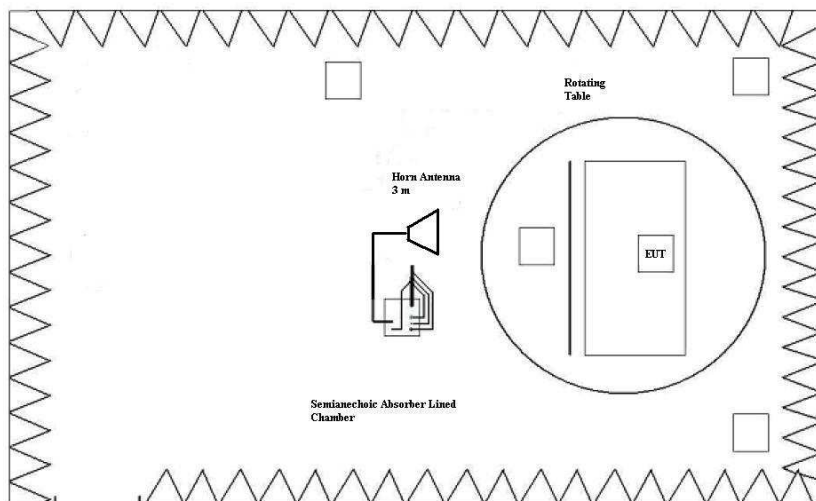 Rotating
Table
Horn Antenna
3 m
EUT
Semianechoic Absorber Lined
Chamber